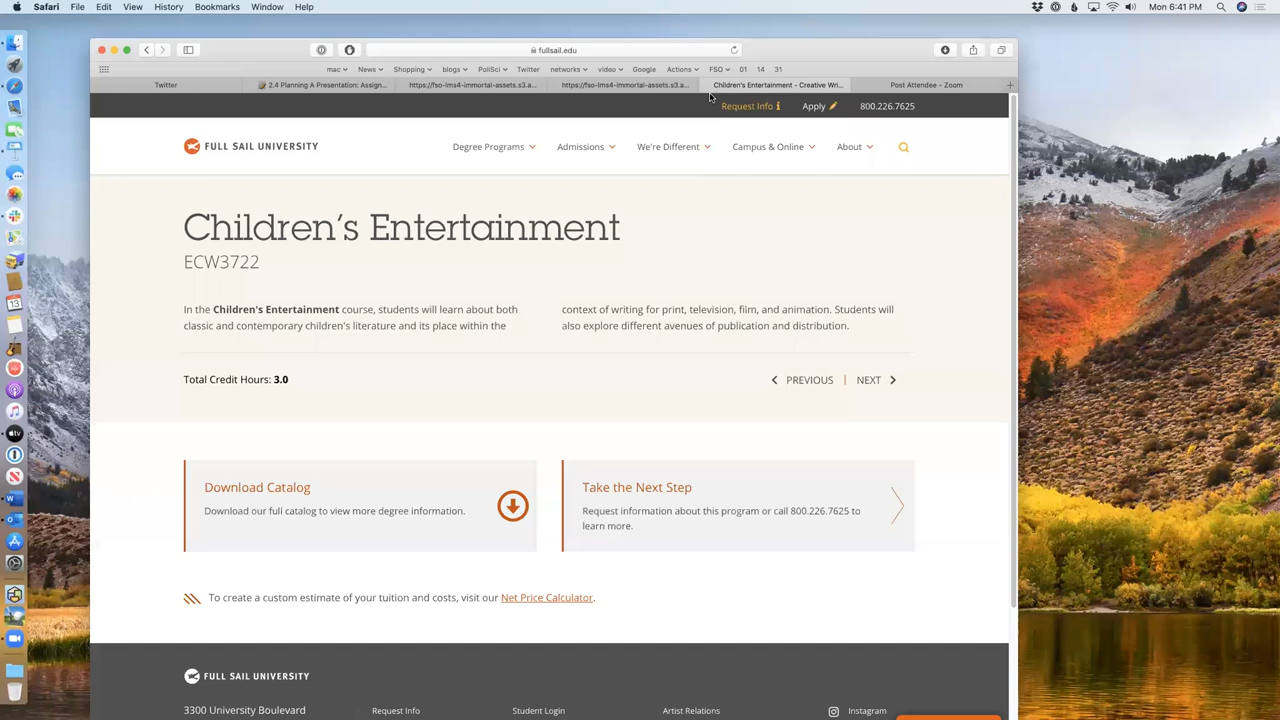 Safari File Edit View History Bookmarks Window Help Mon 6:41 PM
fullsail.edu
mac News Shopping blogs PoliSci Twitter networks video Google Actions FSO 01 14 31
Twitter 2.4 Planning A Presentation: Assign... https://fso-lms4-immortal-assets.s3.a... https://fso-lms4-immortal-assets.s3.a... Children's Entertainment - Creative Wri... Post Attendee - Zoom
Request Info Apply 800.226.7625
FULL SAIL UNIVERSITY Degree Programs Admissions We're Different Campus & Online About
Children's Entertainment
ECW3722
In the Children's Entertainment course, students will learn about both
classic and contemporary children's literature and its place within the
context of writing for print, television, film, and animation. Students will
also explore different avenues of publication and distribution.
Total Credit Hours: 3.0
PREVIOUS | NEXT
Download Catalog
Download our full catalog to view more degree information.
Take the Next Step
Request information about this program or call 800.226.7625 to
learn more.
To create a custom estimate of your tuition and costs, visit our Net Price Calculator.
FULL SAIL UNIVERSITY
3300 University Boulevard Request Info Student Login Artist Relations Instagram